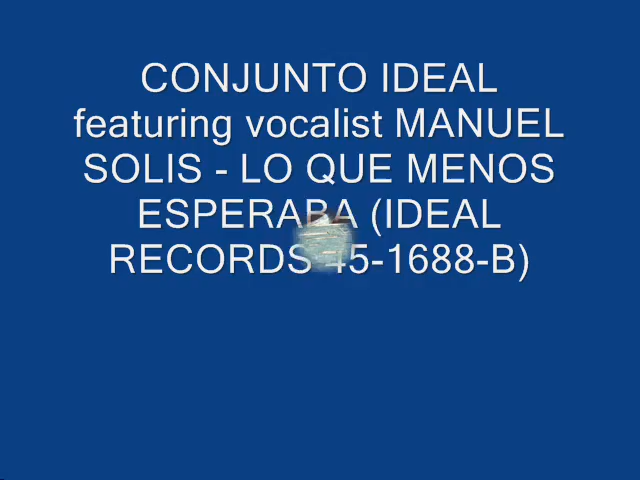 CONJUNTO IDEAL
featuring vocalist MANUEL
SOLIS - LO QUE MENOS
ESPERABA (IDEAL
RECORDS 45-1688-B)